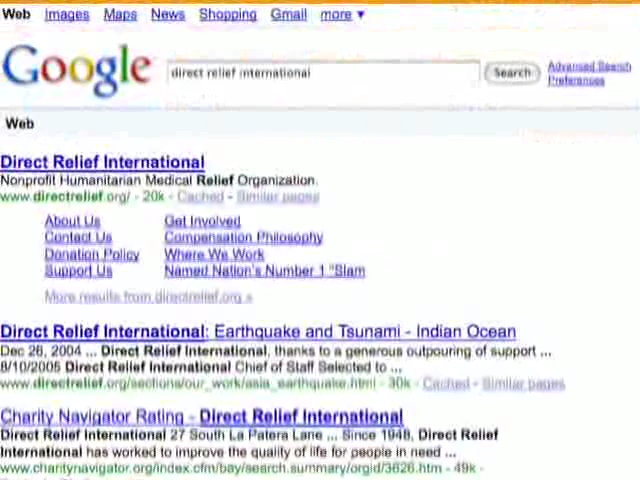 Web Images Maps News Shopping Gmail more ▼
Google direct relief international Search Advanced Search
Preferences
Web
Direct Relief International
Nonprofit Humanitarian Medical Relief Organization.
www.directrelief.org/ - 20k - Cached - Similar pages
About Us Get Involved
Contact Us Compensation Philosophy
Donation Policy Where We Work
Support Us Named Nation's Number 1 "Slam
More results from directrelief.org »
Direct Relief International: Earthquake and Tsunami - Indian Ocean
Dec 26, 2004 ... Direct Relief International, thanks to a generous outpouring of support ...
8/10/2005 Direct Relief International Chief of Staff Selected to ...
www.directrelief.org/sections/our_work/asia_earthquake.html - 30k - Cached - Similar pages
Charity Navigator Rating - Direct Relief International
Direct Relief International 27 South La Patera Lane ... Since 1948, Direct Relief
International has worked to improve the quality of life for people in need ...
www.charitynavigator.org/index.cfm/bay/search.summary/orgid/3626.htm - 49k -